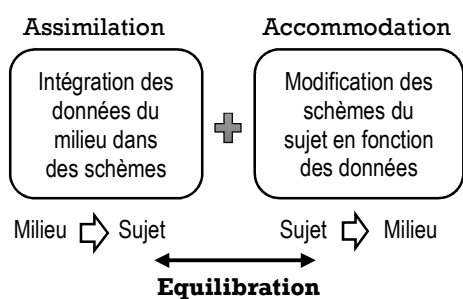 Assimilation
Accommodation
Intégration des
données du
milieu dans
des schèmes
Modification des
schèmes du
sujet en fonction
des données
Milieu Sujet
Sujet Milieu
Equilibration